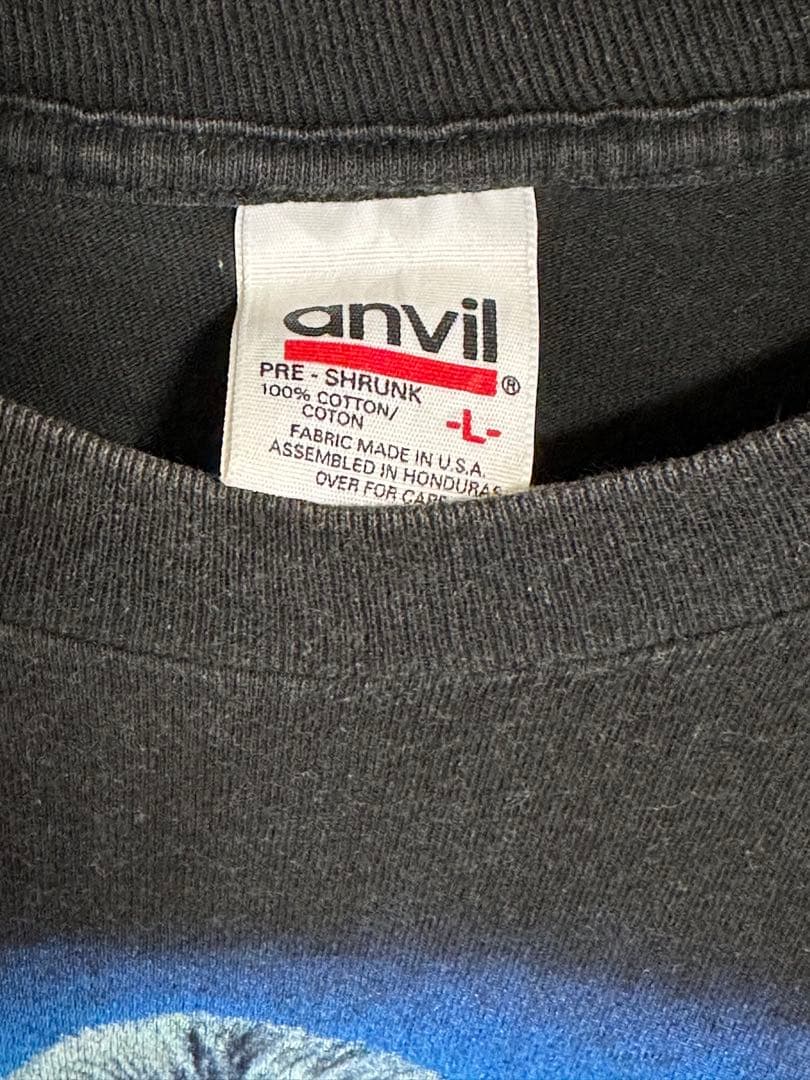 anvil
®
PRE - SHRUNK
100% COTTON/
COTON
-L-
FABRIC MADE IN U.S.A.
ASSEMBLED IN HONDURAS
OVER FOR CARE